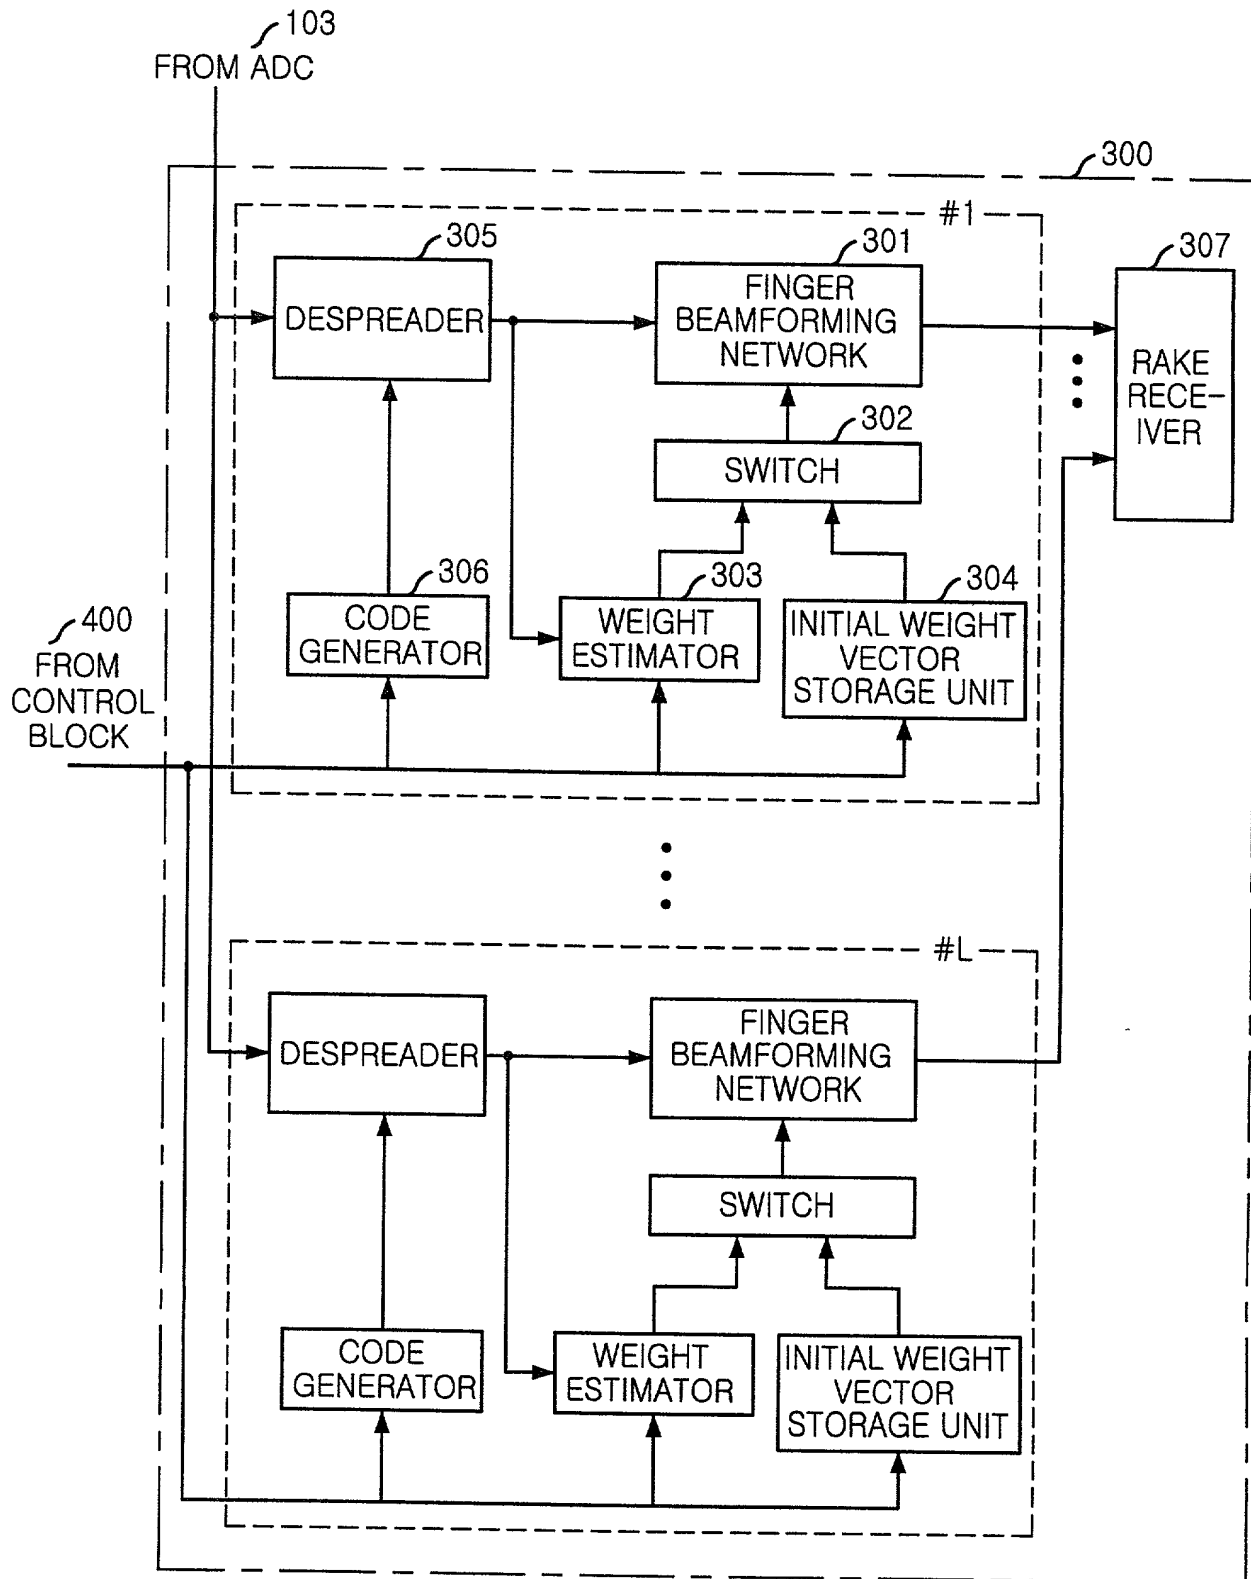 103
FROM ADC
300
#1
305
DESPREADER
301
FINGER
BEAMFORMING
NETWORK
307
RAKE
RECE-
IVER
302
SWITCH
306
CODE
GENERATOR
303
WEIGHT
ESTIMATOR
304
INITIAL WEIGHT
VECTOR
STORAGE UNIT
400
FROM
CONTROL
BLOCK
#L
DESPREADER
FINGER
BEAMFORMING
NETWORK
SWITCH
CODE
GENERATOR
WEIGHT
ESTIMATOR
INITIAL WEIGHT
VECTOR
STORAGE UNIT